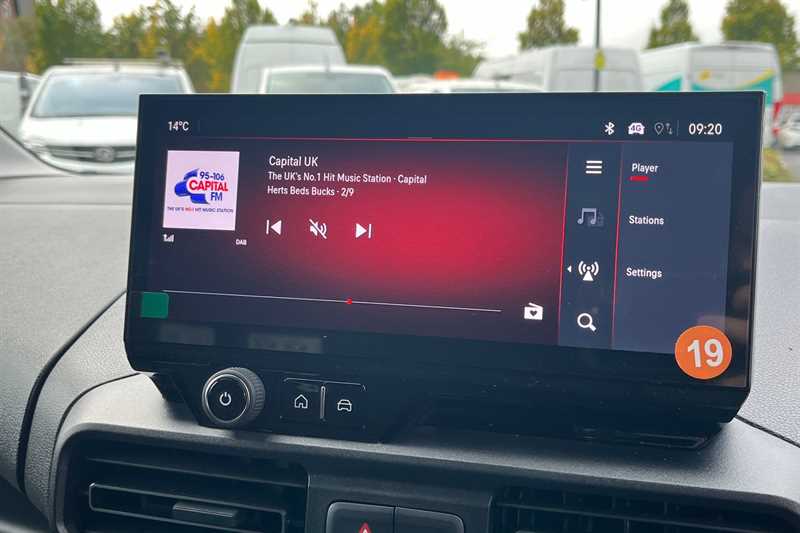 14°C
4G
09:20
95-106
CAPITAL
FM
THE UK'S NO.1 HIT MUSIC STATION
DAB
Capital UK
The UK's No.1 Hit Music Station · Capital
Herts Beds Bucks · 2/9
Player
Stations
Settings
19